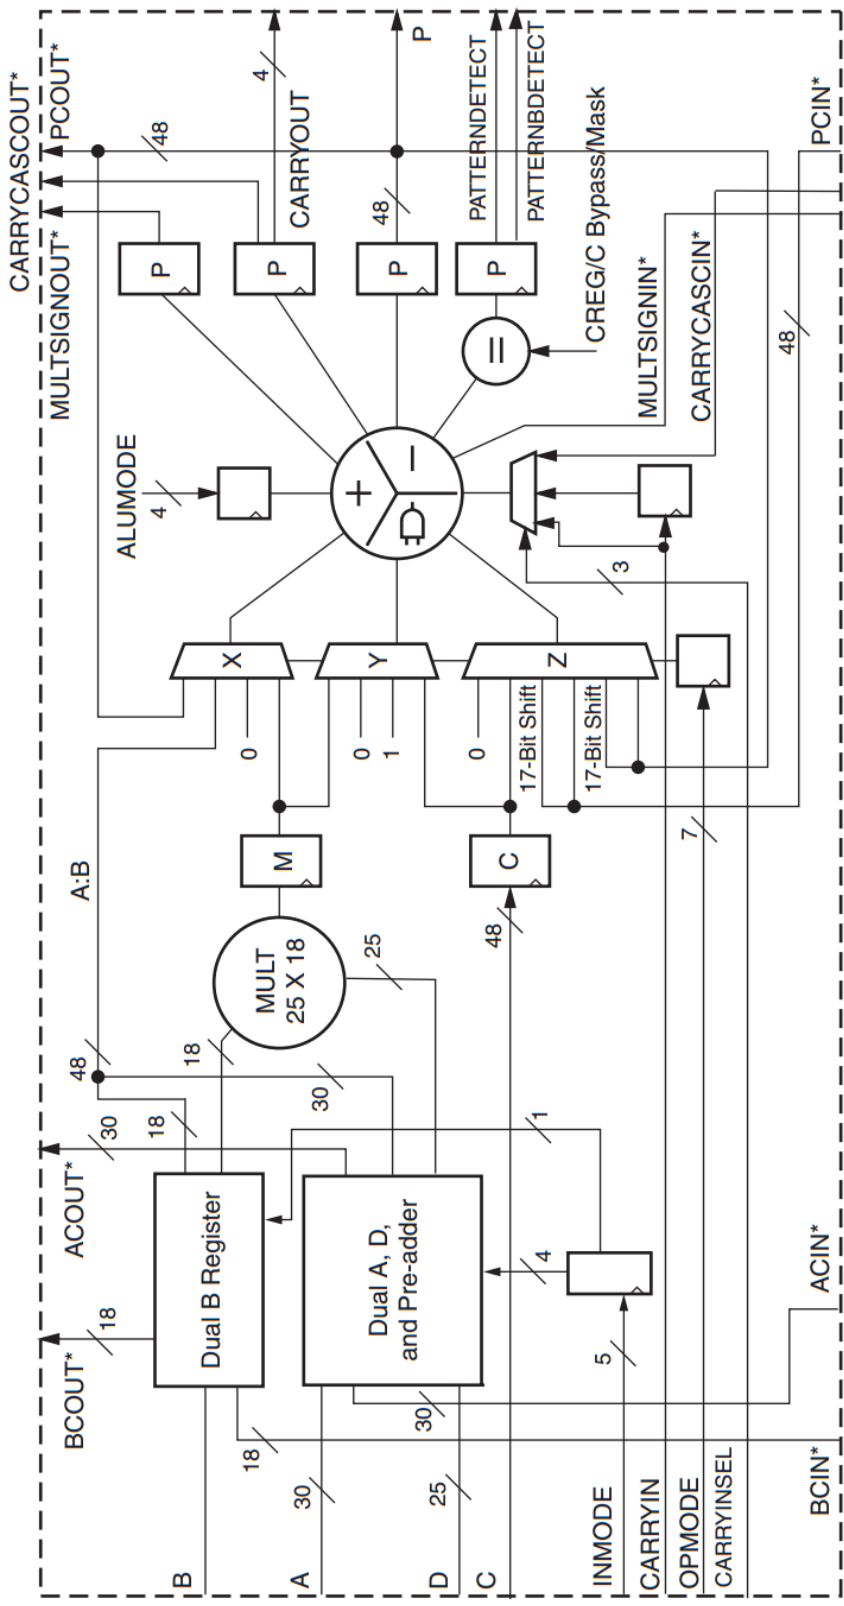 CARRYCASCOUT*
MULTSIGNOUT*
PCOUT*
BCOUT*
ACOUT*
18
30
A:B
48
18
18
30
ALUMODE
4
48
4
CARRYOUT
P
P
P
P
48
P
PATTERNDETECT
PATTERNBDETECT
CREG/C Bypass/Mask
=
+
−
X
0
Y
0
1
Z
0
17-Bit Shift
17-Bit Shift
MULT
25 X 18
25
M
C
48
Dual B Register
Dual A, D,
and Pre-adder
1
4
5
7
3
B
18
A
30
30
D
25
C
INMODE
CARRYIN
OPMODE
CARRYINSEL
BCIN*
ACIN*
MULTSIGNIN*
CARRYCASCIN*
48
PCIN*